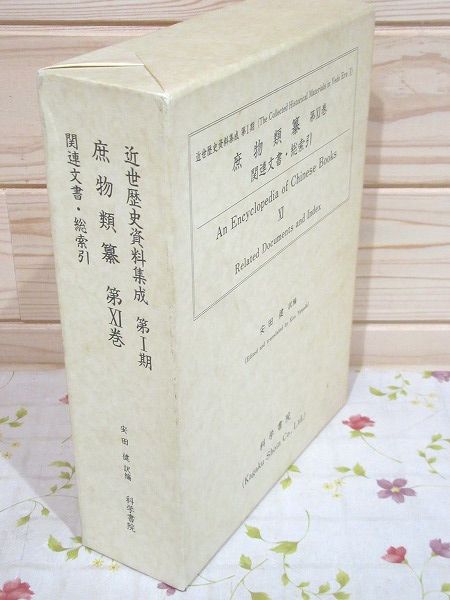 近世歴史資料集成 第Ⅰ期
庶物類纂 第XI巻
関連文書・総索引
安田 健 訳編
科学書院
近世歴史資料集成 第Ⅰ期 (The Collected Historical Materials in Yedo Era I)
庶物類纂 第XI巻
関連文書・総索引
An Encyclopedia of Chinese Books
XI
Related Documents and Index
安田 健 訳編
(Edited and translated by Ken Yasuda)
科学書院
(Kagaku Shoin Co., Ltd.)